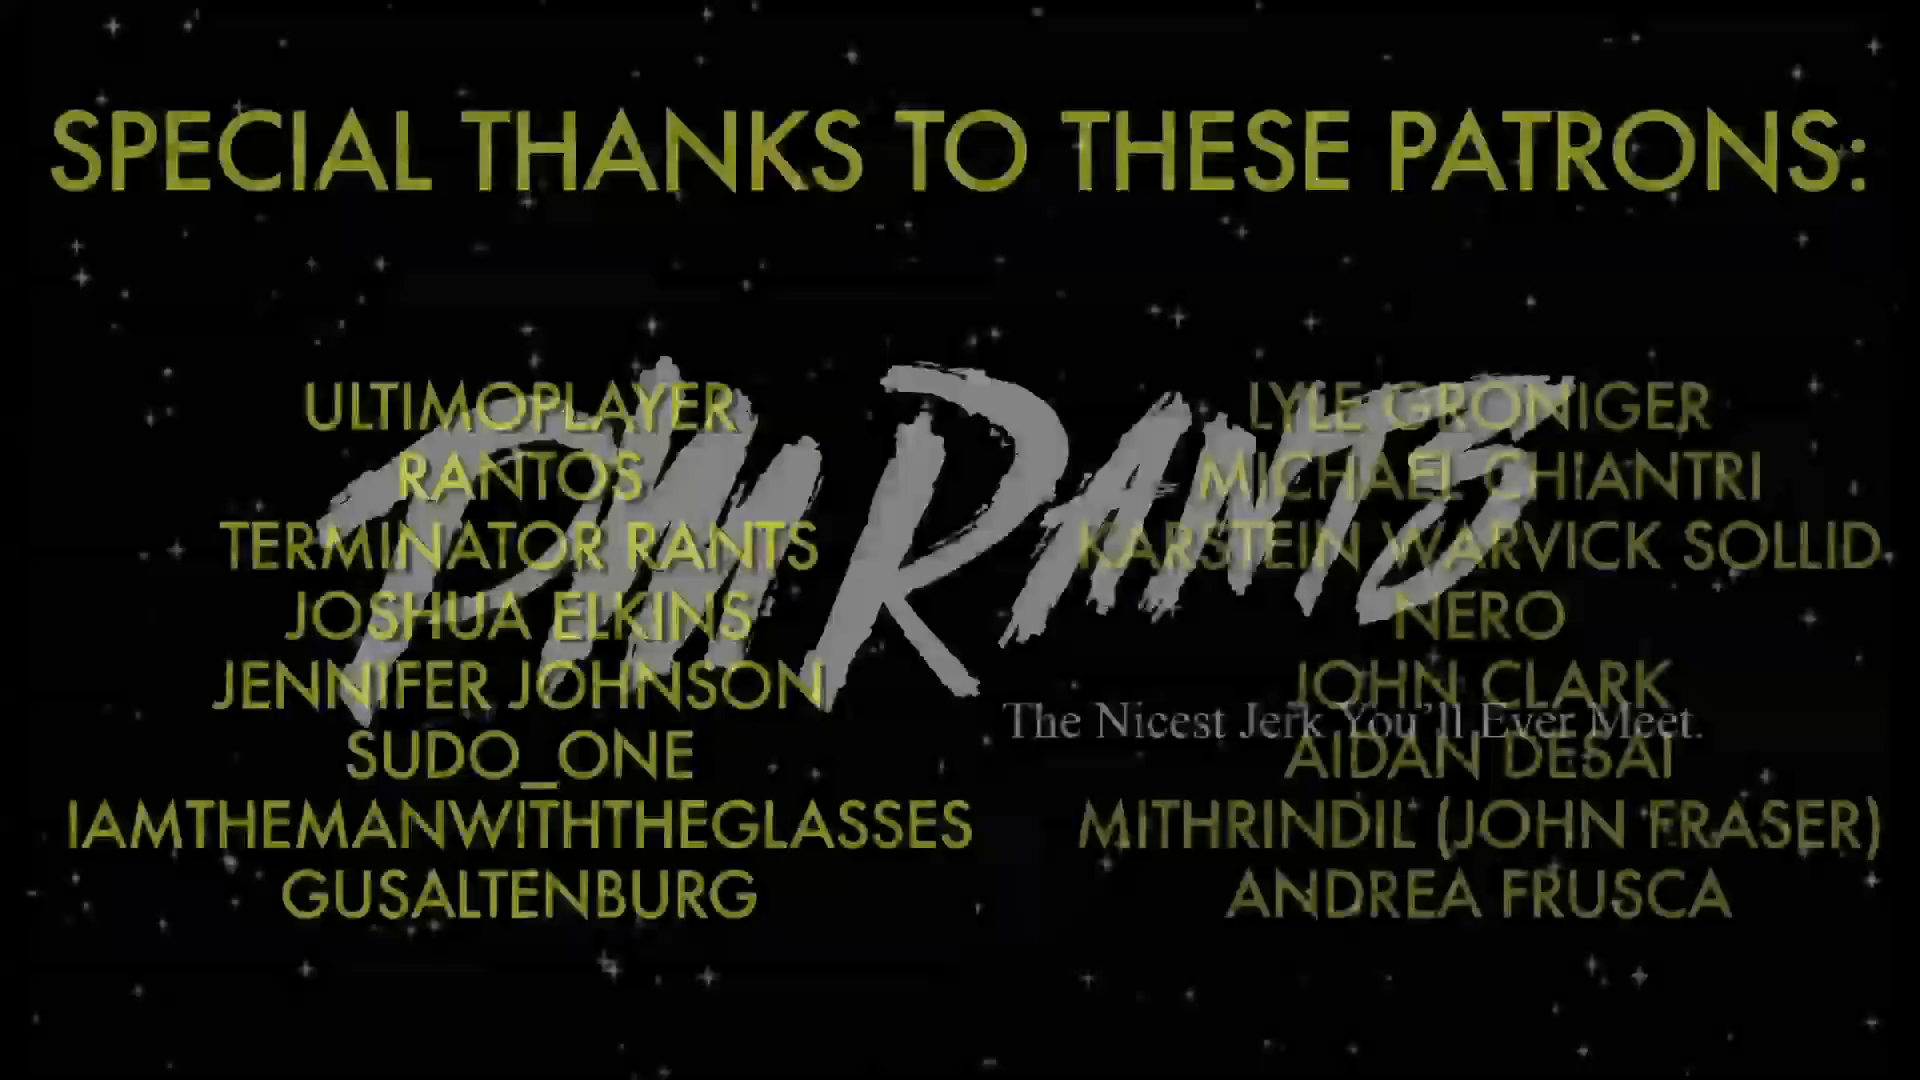 SPECIAL THANKS TO THESE PATRONS:
ULTIMOPLAYER
RANTOS
TERMINATOR RANTS
JOSHUA ELKINS
JENNIFER JOHNSON
SUDO_ONE
IAMTHEMANWITHTHEGLASSES
GUSALTENBURG
LYLE GRONIGER
MICHAEL CHIANTRI
KARSTEIN WARVICK SOLLID
NERO
JOHN CLARK
AIDAN DESAI
MITHRINDIL (JOHN FRASER)
ANDREA FRUSCA
RANTS
The Nicest Jerk You'll Ever Meet.